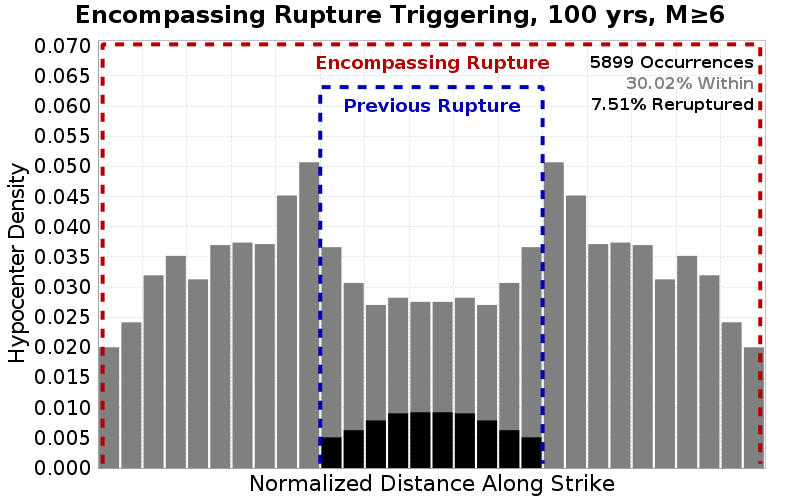 Encompassing Rupture Triggering, 100 yrs, M≥6
Encompassing Rupture
Previous Rupture
5899 Occurrences
30.02% Within
7.51% Reruptured
Hypocenter Density
0.070
0.065
0.060
0.055
0.050
0.045
0.040
0.035
0.030
0.025
0.020
0.015
0.010
0.005
0.000
Normalized Distance Along Strike